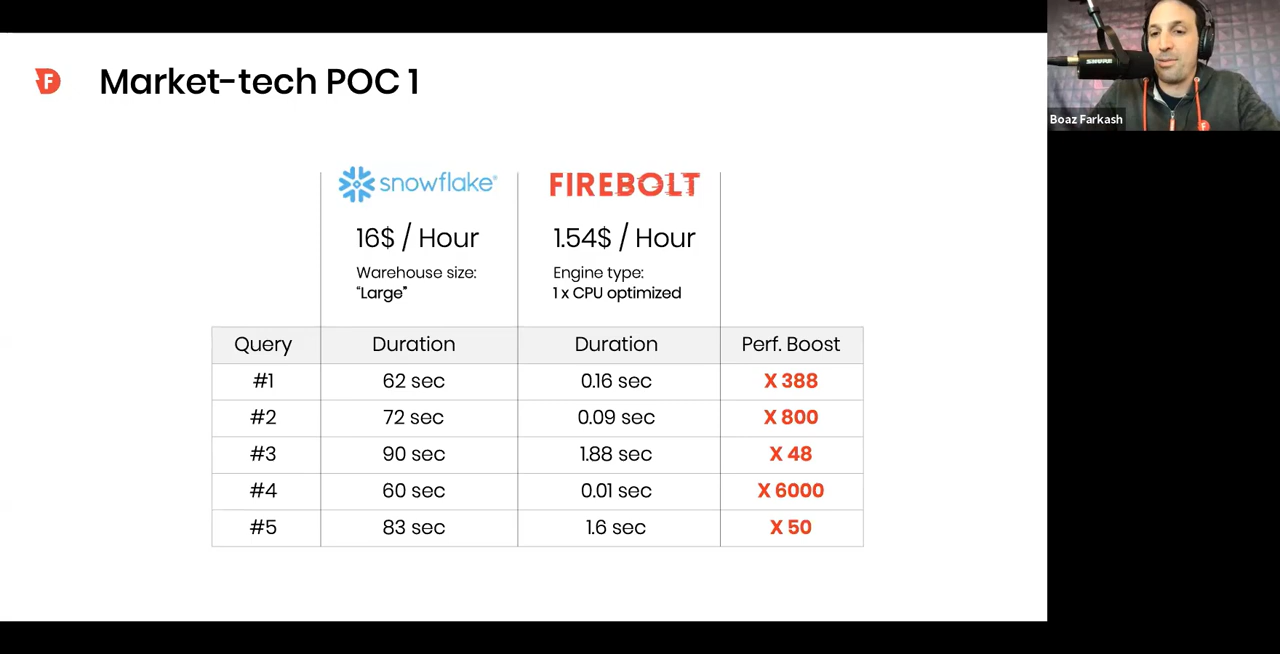 F
Market-tech POC 1
snowflake®
FIREBOLT
16$ / Hour
1.54$ / Hour
Warehouse size:
"Large"
Engine type:
1 x CPU optimized
Query Duration Duration Perf. Boost
#1 62 sec 0.16 sec X 388
#2 72 sec 0.09 sec X 800
#3 90 sec 1.88 sec X 48
#4 60 sec 0.01 sec X 6000
#5 83 sec 1.6 sec X 50
SHURE
Boaz Farkash